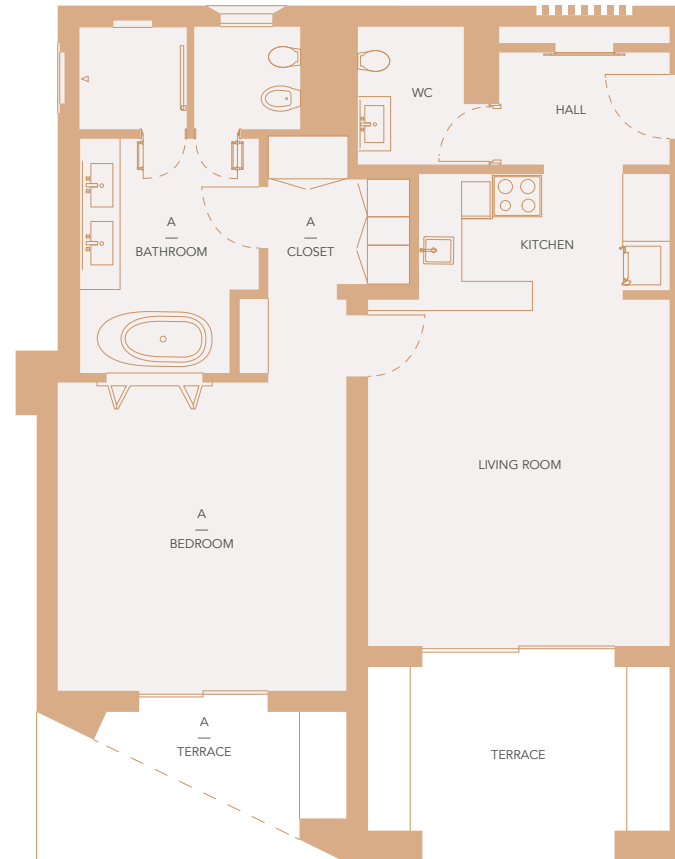 WC
HALL
A
BATHROOM
A
CLOSET
KITCHEN
LIVING ROOM
A
BEDROOM
A
TERRACE
TERRACE